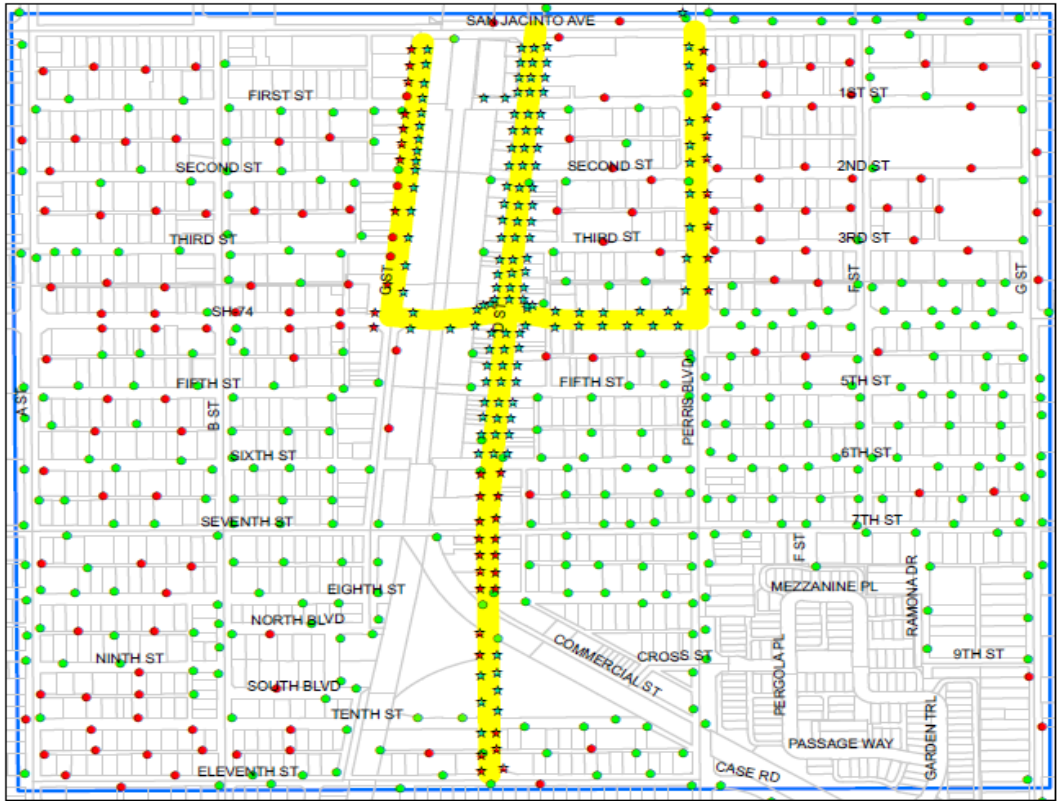 SAN JACINTO AVE
FIRST ST
1ST ST
SECOND ST
SECOND ST
2ND ST
THIRD ST
THIRD ST
3RD ST
C ST
F ST
G ST
SH-74
D ST
FIFTH ST
FIFTH ST
5TH ST
A ST
B ST
PERRIS BLVD
SIXTH ST
6TH ST
SEVENTH ST
7TH ST
F ST
EIGHTH ST
MEZZANINE PL
RAMONA DR
NORTH BLVD
NINTH ST
COMMERCIAL ST
CROSS ST
9TH ST
PERGOLA PL
SOUTH BLVD
TENTH ST
GARDEN TRL
PASSAGE WAY
ELEVENTH ST
CASE RD